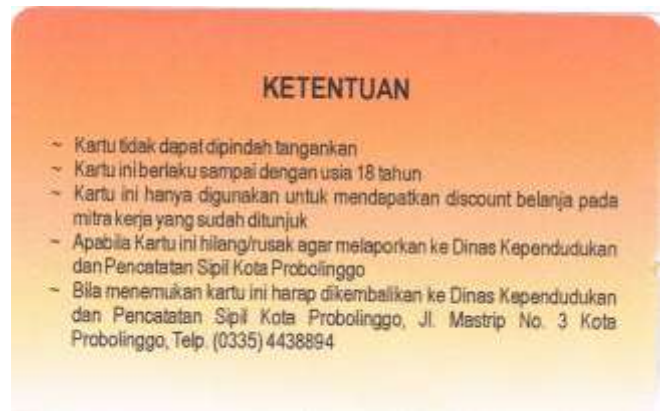 KETENTUAN
~ Kartu tidak dapat dipindah tangankan
~ Kartu ini berlaku sampai dengan usia 18 tahun
~ Kartu ini hanya digunakan untuk mendapatkan discount belanja pada
mitra kerja yang sudah ditunjuk
~ Apabila Kartu ini hilang/rusak agar melaporkan ke Dinas Kependudukan
dan Pencatatan Sipil Kota Probolinggo
~ Bila menemukan kartu ini harap dikembalikan ke Dinas Kependudukan
dan Pencatatan Sipil Kota Probolinggo, Jl. Mastrip No. 3 Kota
Probolinggo, Telp. (0335) 4438894